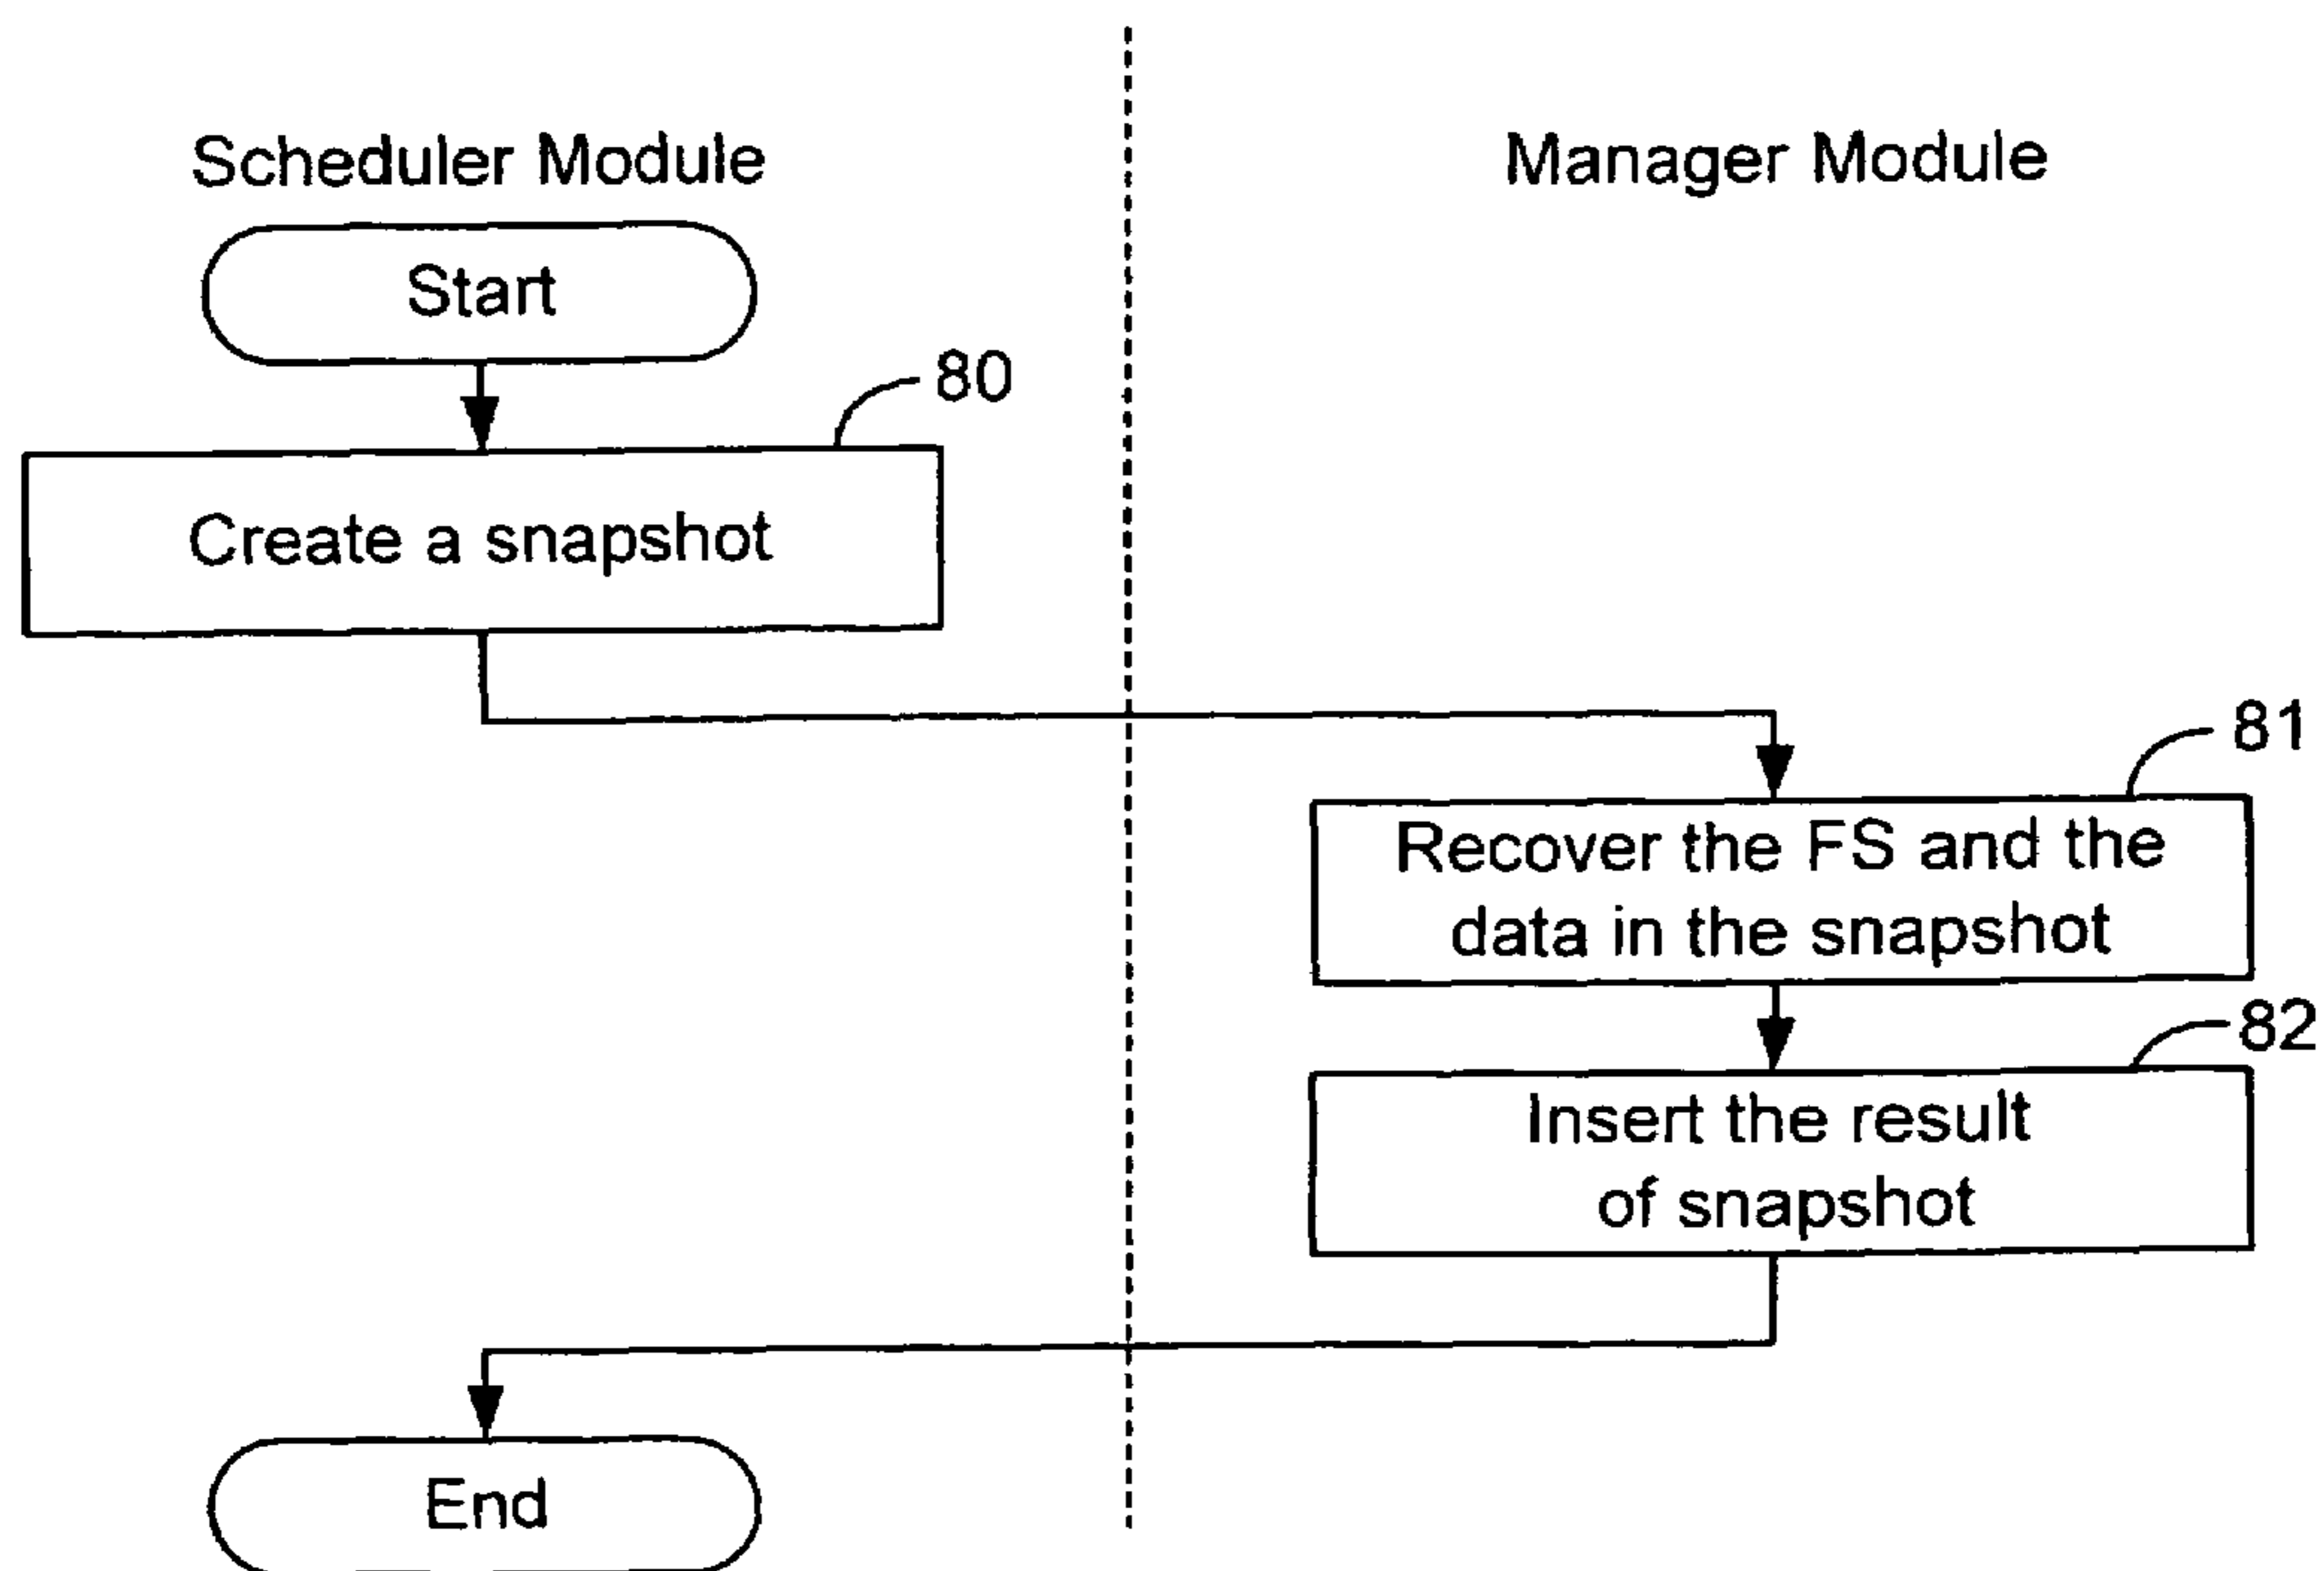 Scheduler Module
Manager Module
Start
80
Create a snapshot
81
Recover the FS and the
data in the snapshot
82
Insert the result
of snapshot
End